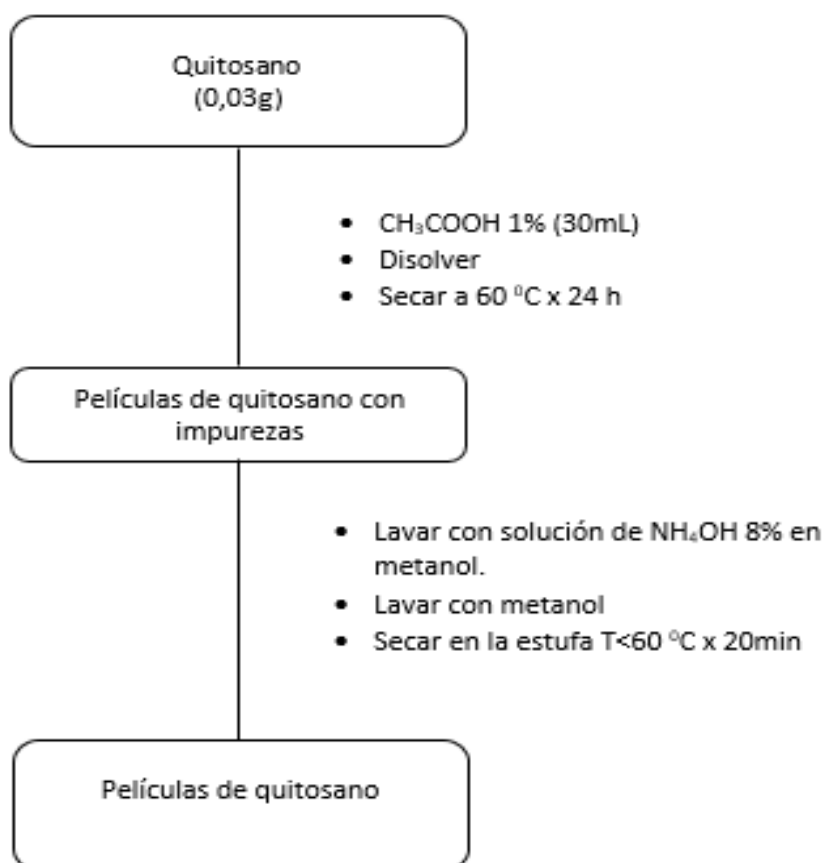 Quitosano
(0,03g)
• CH₃COOH 1% (30mL)
• Disolver
• Secar a 60 ⁰C x 24 h
Películas de quitosano con
impurezas
• Lavar con solución de NH₄OH 8% en
metanol.
• Lavar con metanol
• Secar en la estufa T<60 ⁰C x 20min
Películas de quitosano